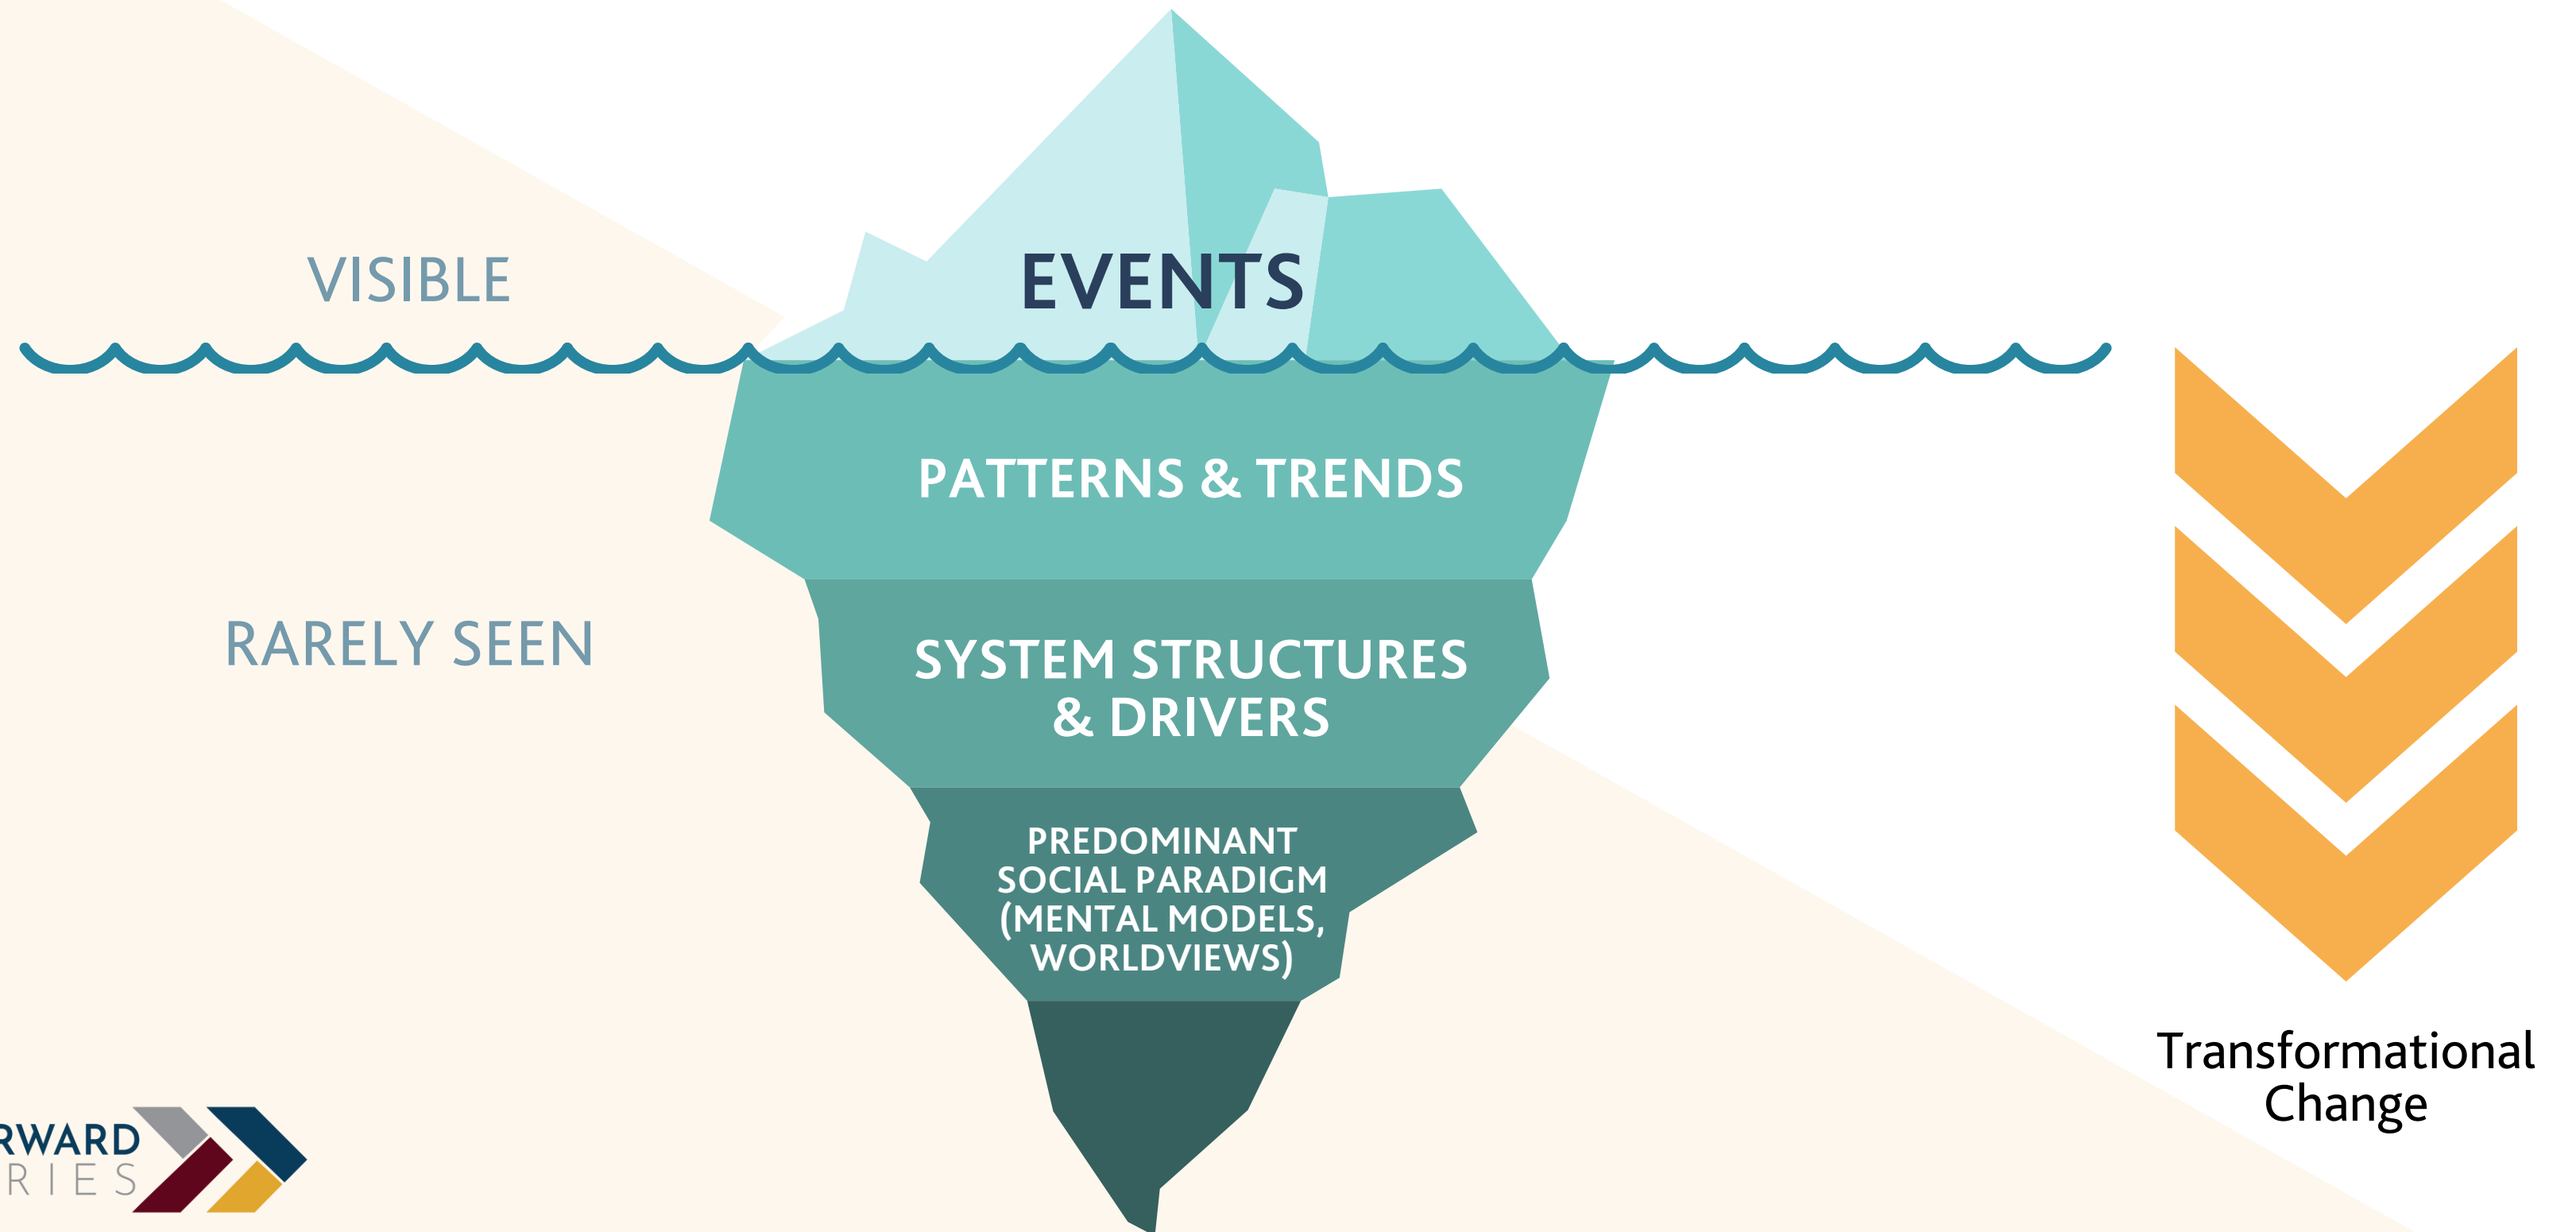 VISIBLE
EVENTS
PATTERNS & TRENDS
RARELY SEEN
SYSTEM STRUCTURES
& DRIVERS
PREDOMINANT
SOCIAL PARADIGM
(MENTAL MODELS,
WORLDVIEWS)
Transformational
Change
RWARD
RIES